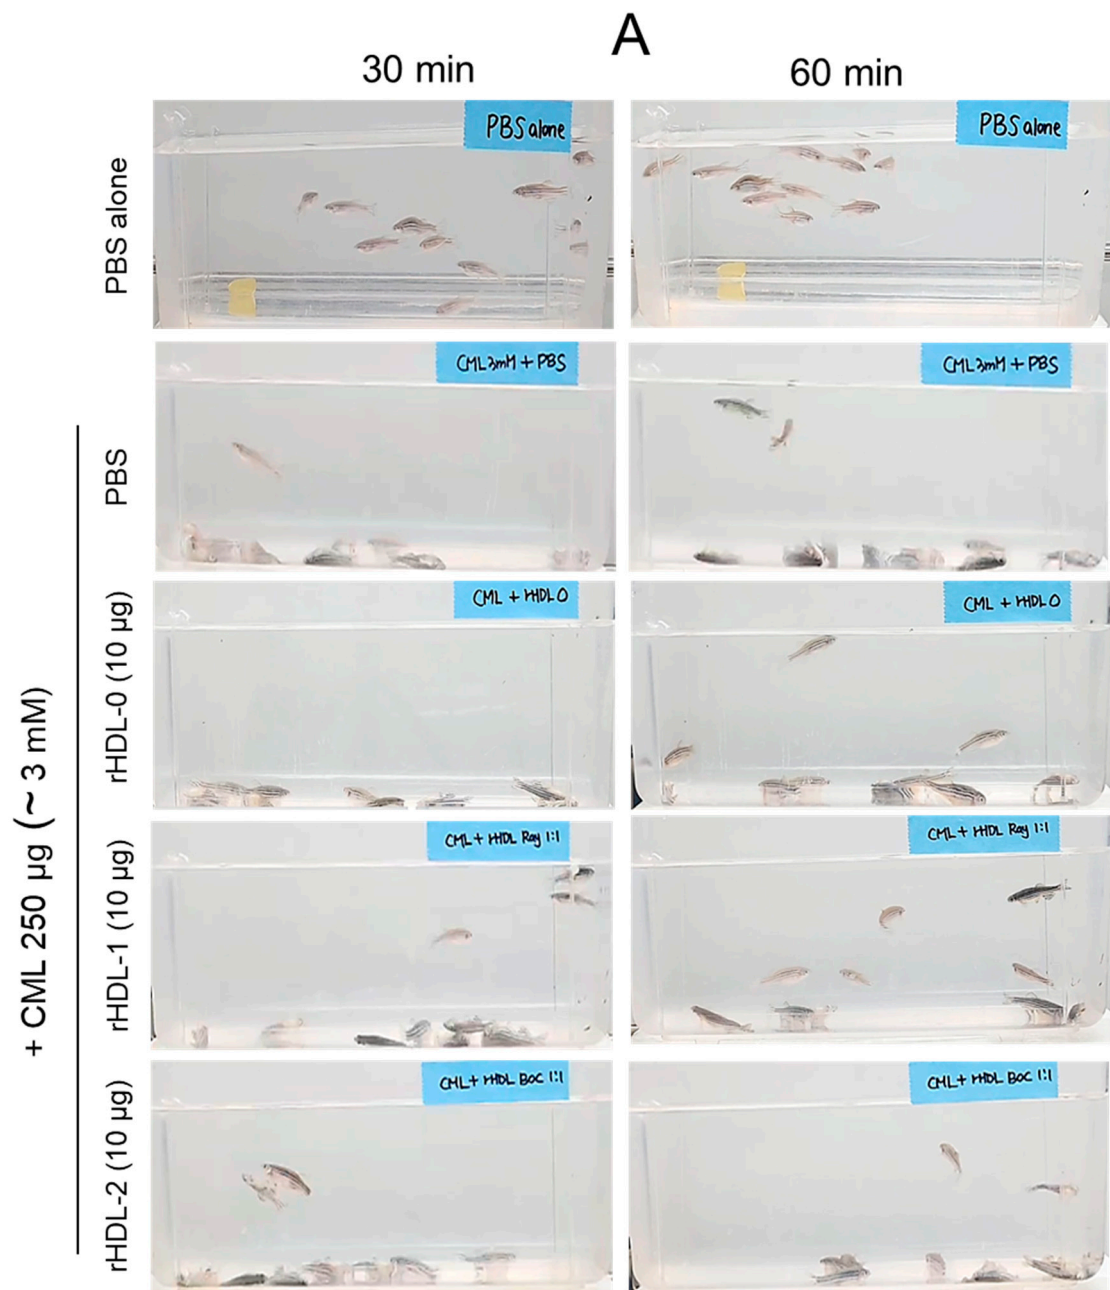 A
30 min
60 min
PBS alone
PBS alone
PBS alone
+ CML 250 µg (~ 3 mM)
PBS
CML 3mM + PBS
CML 3mM + PBS
rHDL-0 (10 µg)
CML + rHDL 0
CML + rHDL 0
rHDL-1 (10 µg)
CML + rHDL Ray 1:1
CML + rHDL Ray 1:1
rHDL-2 (10 µg)
CML + rHDL Boc 1:1
CML + rHDL Boc 1:1